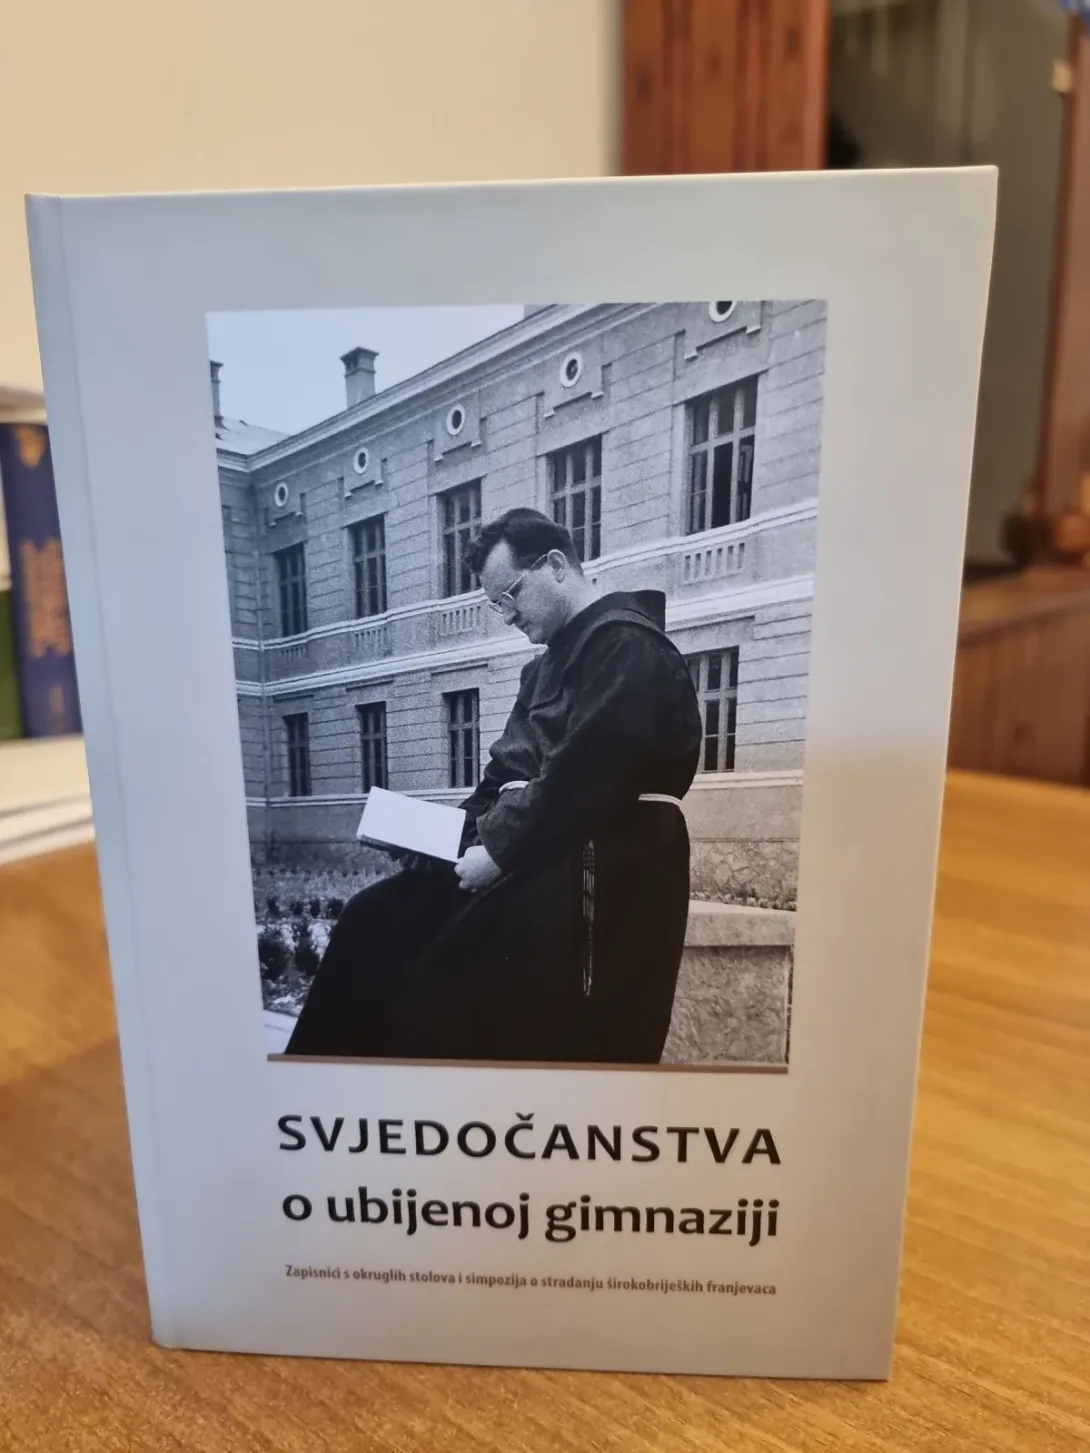 SVJEDOČANSTVA
o ubijenoj gimnaziji
Zapisnici s okruglih stolova i simpozija o stradanju širokobrijeških franjevaca